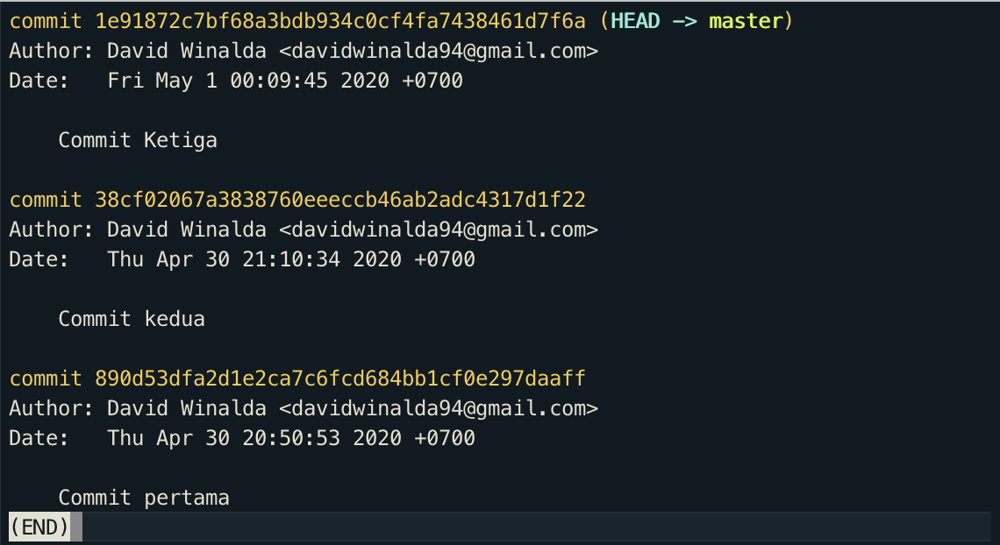 commit 1e91872c7bf68a3bdb934c0cf4fa7438461d7f6a (HEAD -> master)
Author: David Winalda <davidwinalda94@gmail.com>
Date:   Fri May 1 00:09:45 2020 +0700
    Commit Ketiga
commit 38cf02067a3838760eeeccb46ab2adc4317d1f22
Author: David Winalda <davidwinalda94@gmail.com>
Date:   Thu Apr 30 21:10:34 2020 +0700
    Commit kedua
commit 890d53dfa2d1e2ca7c6fcd684bb1cf0e297daaff
Author: David Winalda <davidwinalda94@gmail.com>
Date:   Thu Apr 30 20:50:53 2020 +0700
    Commit pertama
(END)